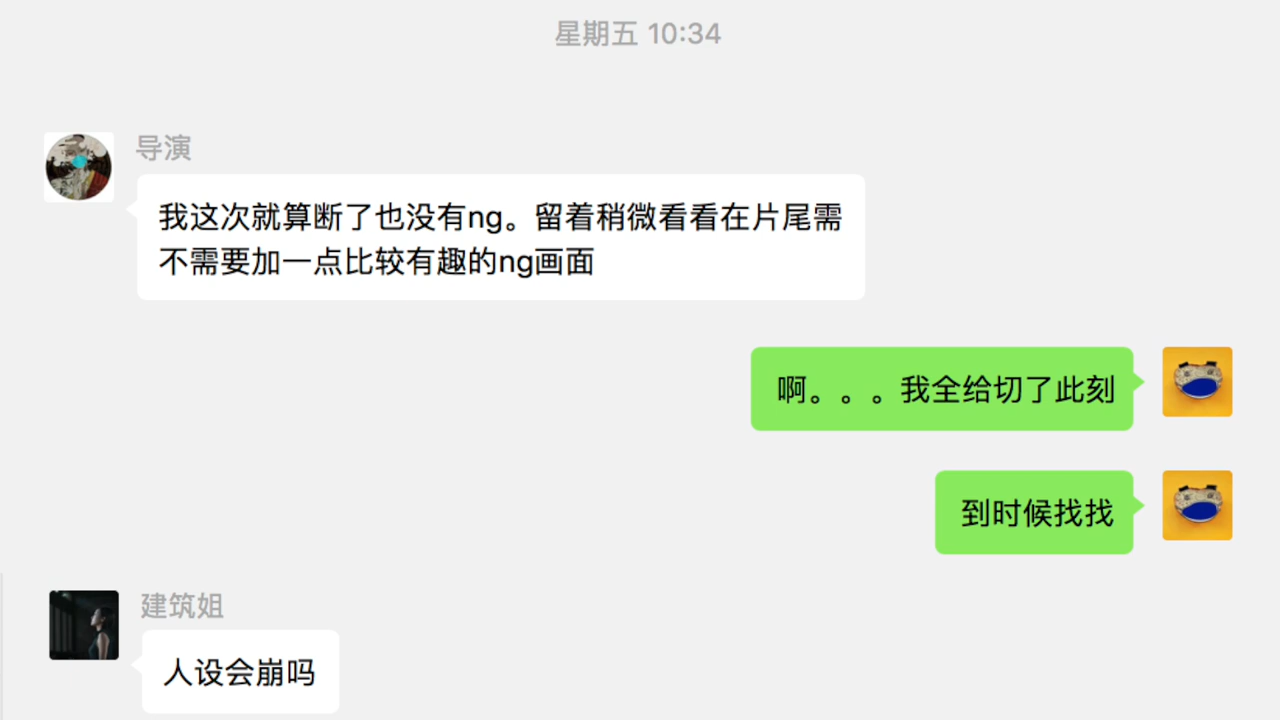 星期五 10:34
导演
我这次就算断了也没有ng。留着稍微看看在片尾需
不需要加一点比较有趣的ng画面
啊。。。我全给切了此刻
到时候找找
建筑姐
人设会崩吗